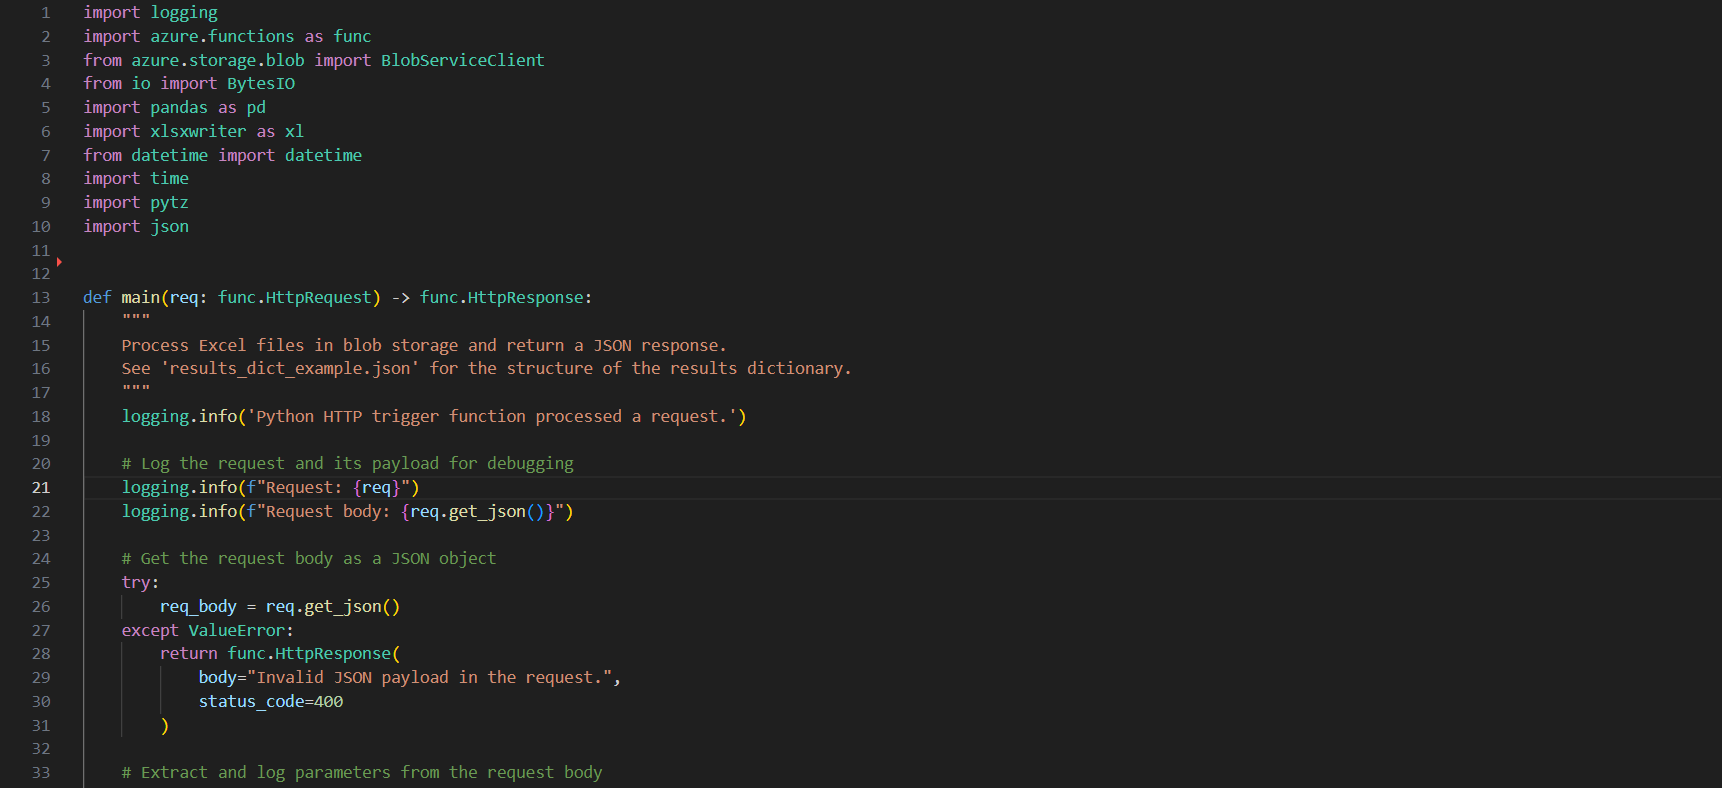 1 import logging
2 import azure.functions as func
3 from azure.storage.blob import BlobServiceClient
4 from io import BytesIO
5 import pandas as pd
6 import xlsxwriter as xl
7 from datetime import datetime
8 import time
9 import pytz
10 import json
11
12
13 def main(req: func.HttpRequest) -> func.HttpResponse:
14     """
15     Process Excel files in blob storage and return a JSON response.
16     See 'results_dict_example.json' for the structure of the results dictionary.
17     """
18     logging.info('Python HTTP trigger function processed a request.')
19
20     # Log the request and its payload for debugging
21     logging.info(f"Request: {req}")
22     logging.info(f"Request body: {req.get_json()}")
23
24     # Get the request body as a JSON object
25     try:
26         req_body = req.get_json()
27     except ValueError:
28         return func.HttpResponse(
29             body="Invalid JSON payload in the request.",
30             status_code=400
31         )
32
33     # Extract and log parameters from the request body